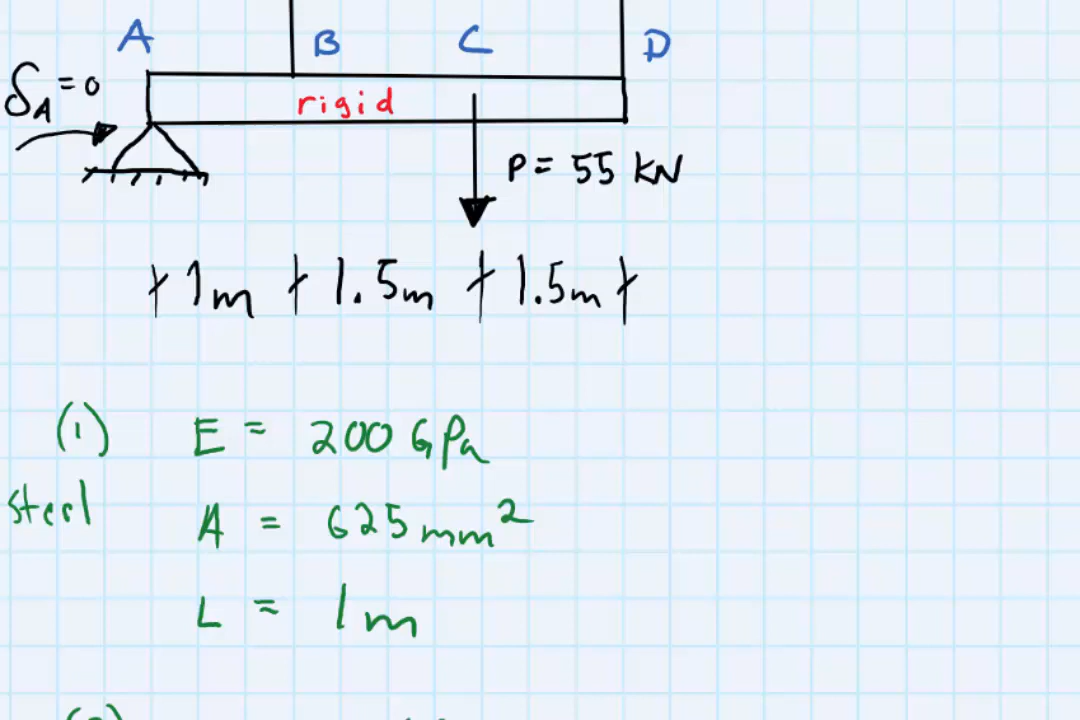 A B C D
δA = 0
rigid
P = 55 kN
1m 1.5m 1.5m
(1) E = 200 GPa
steel A = 625 mm²
L = 1m